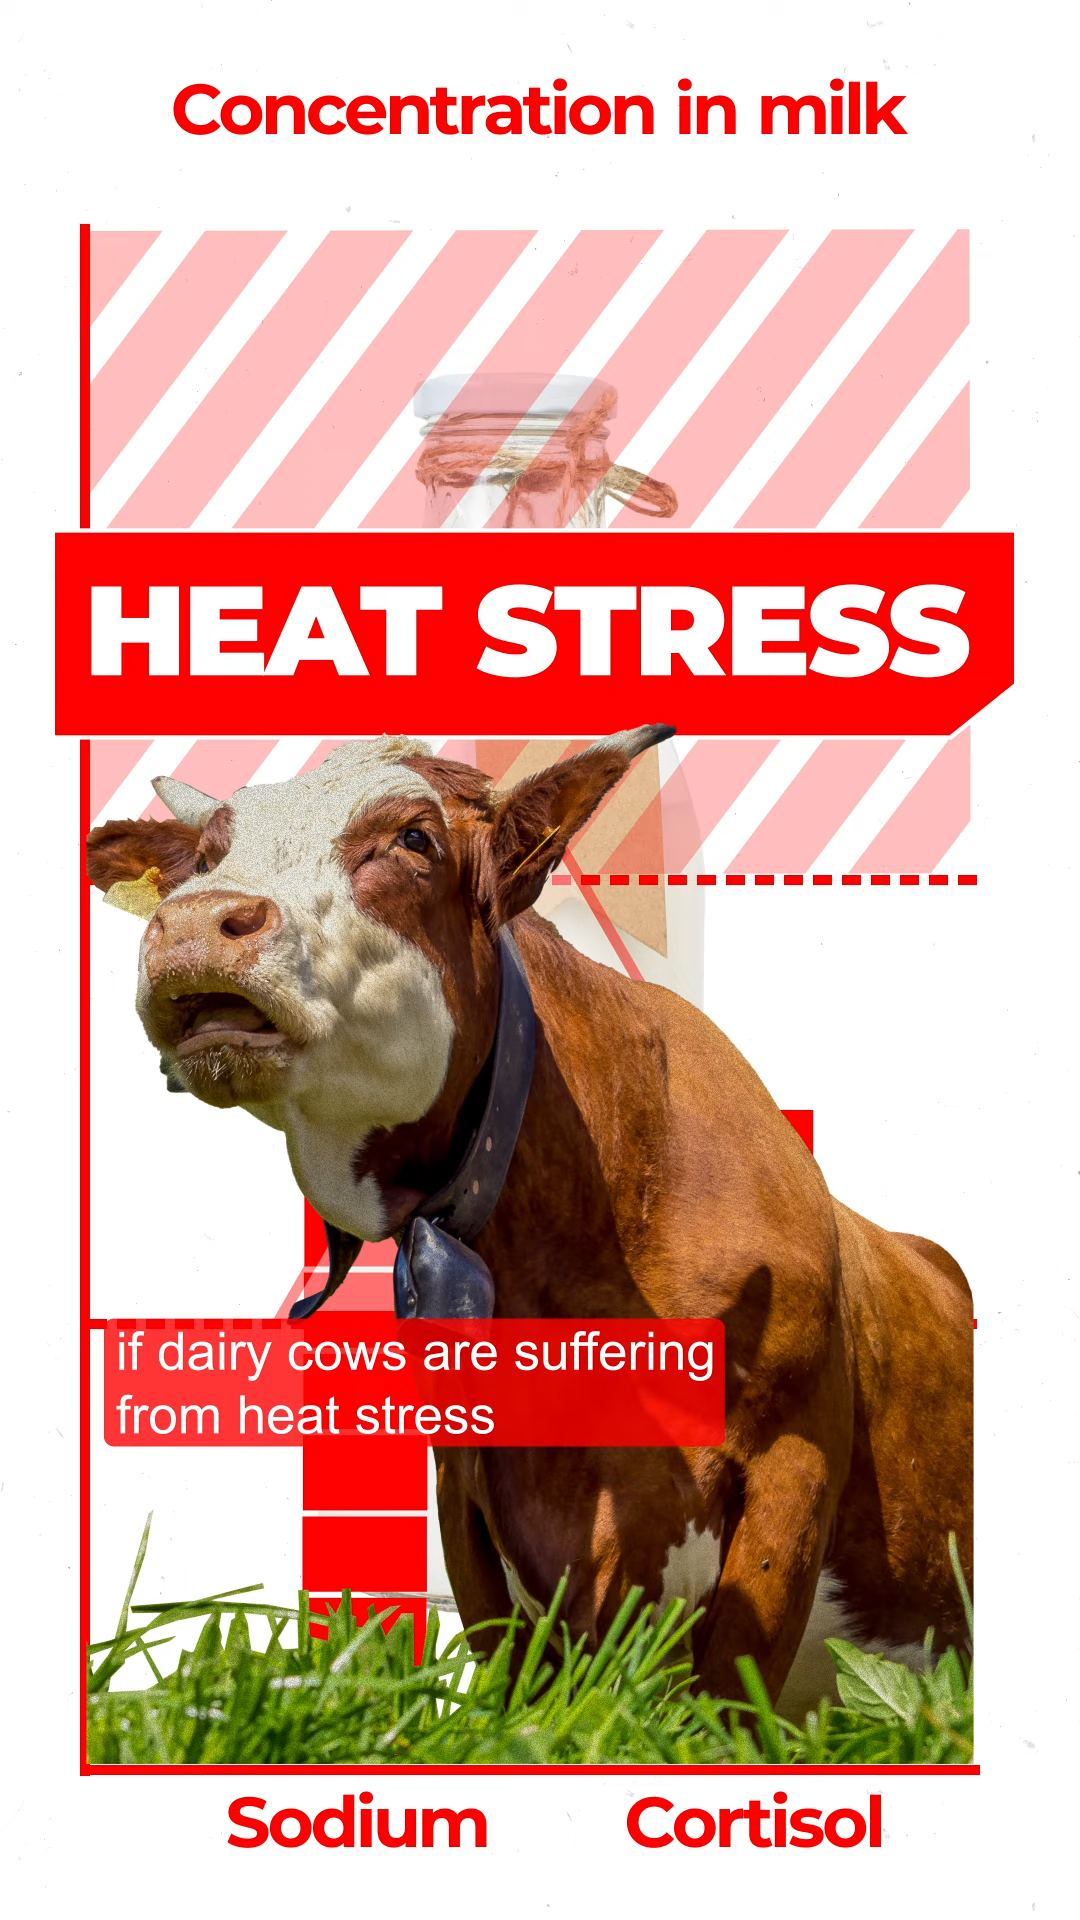 Concentration in milk
HEAT STRESS
if dairy cows are suffering
from heat stress
Sodium
Cortisol